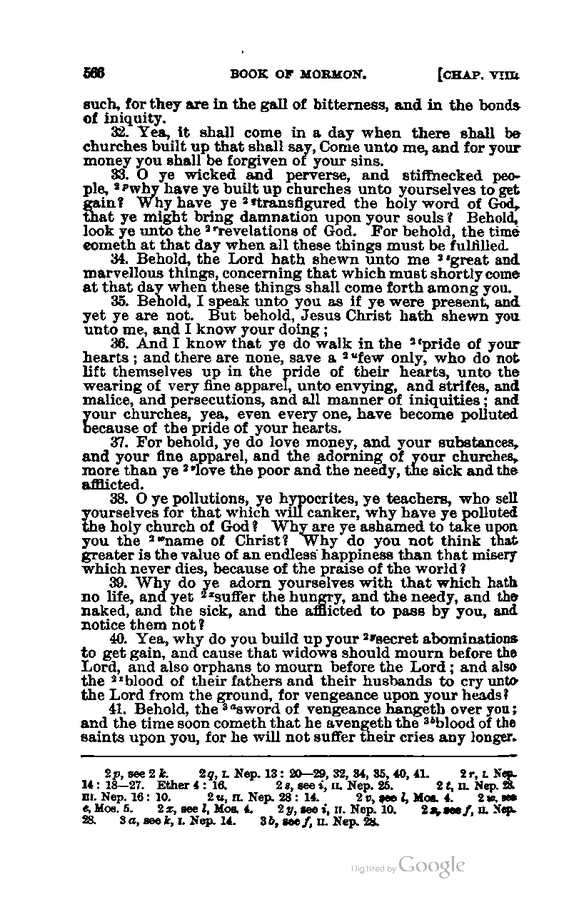 566 BOOK OF MORMON. [CHAP. VIII.
such, for they are in the gall of bitterness, and in the bonds
of iniquity.
32. Yea, it shall come in a day when there shall be
churches built up that shall say, Come unto me, and for your
money you shall be forgiven of your sins.
33. O ye wicked and perverse, and stiffnecked peo-
ple, ²ᵖwhy have ye built up churches unto yourselves to get
gain? Why have ye ²ᑫtransfigured the holy word of God,
that ye might bring damnation upon your souls? Behold,
look ye unto the ²ʳrevelations of God. For behold, the time
cometh at that day when all these things must be fulfilled.
34. Behold, the Lord hath shewn unto me ²ˢgreat and
marvellous things, concerning that which must shortly come
at that day when these things shall come forth among you.
35. Behold, I speak unto you as if ye were present, and
yet ye are not. But behold, Jesus Christ hath shewn you
unto me, and I know your doing;
36. And I know that ye do walk in the ²ᵗpride of your
hearts; and there are none, save a ²ᵘfew only, who do not
lift themselves up in the pride of their hearts, unto the
wearing of very fine apparel, unto envying, and strifes, and
malice, and persecutions, and all manner of iniquities; and
your churches, yea, even every one, have become polluted
because of the pride of your hearts.
37. For behold, ye do love money, and your substances,
and your fine apparel, and the adorning of your churches,
more than ye ²ᵛlove the poor and the needy, the sick and the
afflicted.
38. O ye pollutions, ye hypocrites, ye teachers, who sell
yourselves for that which will canker, why have ye polluted
the holy church of God? Why are ye ashamed to take upon
you the ²ʷname of Christ? Why do you not think that
greater is the value of an endless happiness than that misery
which never dies, because of the praise of the world?
39. Why do ye adorn yourselves with that which hath
no life, and yet ²ˣsuffer the hungry, and the needy, and the
naked, and the sick, and the afflicted to pass by you, and
notice them not?
40. Yea, why do you build up your ²ʸsecret abominations
to get gain, and cause that widows should mourn before the
Lord, and also orphans to mourn before the Lord; and also
the ²ᶻblood of their fathers and their husbands to cry unto
the Lord from the ground, for vengeance upon your heads?
41. Behold, the ³ᵃsword of vengeance hangeth over you;
and the time soon cometh that he avengeth the ³ᵇblood of the
saints upon you, for he will not suffer their cries any longer.
2p, see 2 k. 2q, I. Nep. 13: 20—29, 32, 34, 35, 40, 41. 2r, I. Nep.
14: 18—27. Ether 4: 16. 2s, see i, II. Nep. 25. 2t, II. Nep. 28.
III. Nep. 16: 10. 2u, II. Nep. 28: 14. 2v, see l, Mos. 4. 2w, see
e, Mos. 5. 2x, see l, Mos. 4. 2y, see i, II. Nep. 10. 2z, see f, II. Nep.
28. 3a, see k, I. Nep. 14. 3b, see f, II. Nep. 28.
Digitized by Google